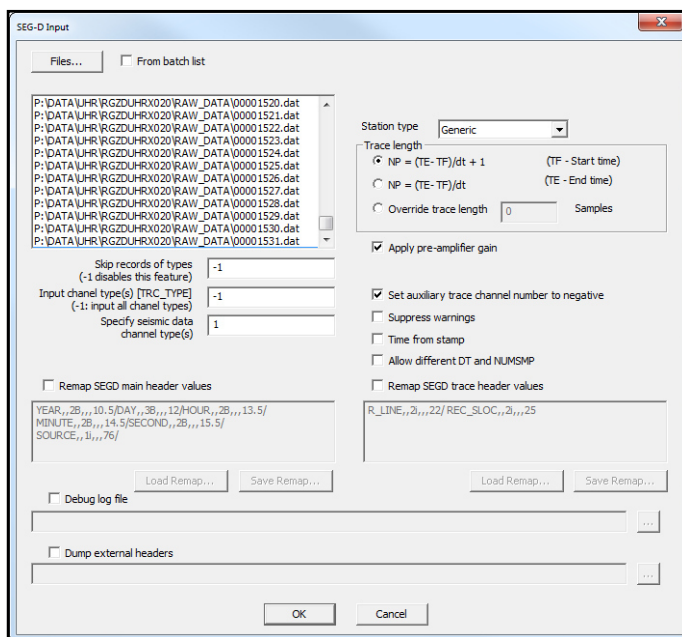 SEG-D Input
Files...
From batch list
P:\DATA\UHR\RGZDUHRX020\RAW_DATA\00001520.dat
P:\DATA\UHR\RGZDUHRX020\RAW_DATA\00001521.dat
P:\DATA\UHR\RGZDUHRX020\RAW_DATA\00001522.dat
P:\DATA\UHR\RGZDUHRX020\RAW_DATA\00001523.dat
P:\DATA\UHR\RGZDUHRX020\RAW_DATA\00001524.dat
P:\DATA\UHR\RGZDUHRX020\RAW_DATA\00001525.dat
P:\DATA\UHR\RGZDUHRX020\RAW_DATA\00001526.dat
P:\DATA\UHR\RGZDUHRX020\RAW_DATA\00001527.dat
P:\DATA\UHR\RGZDUHRX020\RAW_DATA\00001528.dat
P:\DATA\UHR\RGZDUHRX020\RAW_DATA\00001529.dat
P:\DATA\UHR\RGZDUHRX020\RAW_DATA\00001530.dat
P:\DATA\UHR\RGZDUHRX020\RAW_DATA\00001531.dat
Station type Generic
Trace length
NP = (TE- TF)/dt + 1 (TF - Start time)
NP = (TE- TF)/dt (TE - End time)
Override trace length 0 Samples
Apply pre-amplifier gain
Skip records of types
(-1 disables this feature) -1
Input chanel type(s) [TRC_TYPE]
(-1: input all chanel types) -1
Specify seismic data
channel type(s) 1
Set auxiliary trace channel number to negative
Suppress warnings
Time from stamp
Allow different DT and NUMSMP
Remap SEGD main header values
YEAR,,2B,,,10.5/DAY,,3B,,,12/HOUR,,2B,,,13.5/
MINUTE,,2B,,,14.5/SECOND,,2B,,,15.5/
SOURCE,,1i,,,76/
Load Remap... Save Remap...
Remap SEGD trace header values
R_LINE,,2i,,,22/ REC_SLOC,,2i,,,25
Load Remap... Save Remap...
Debug log file
...
Dump external headers
...
OK Cancel